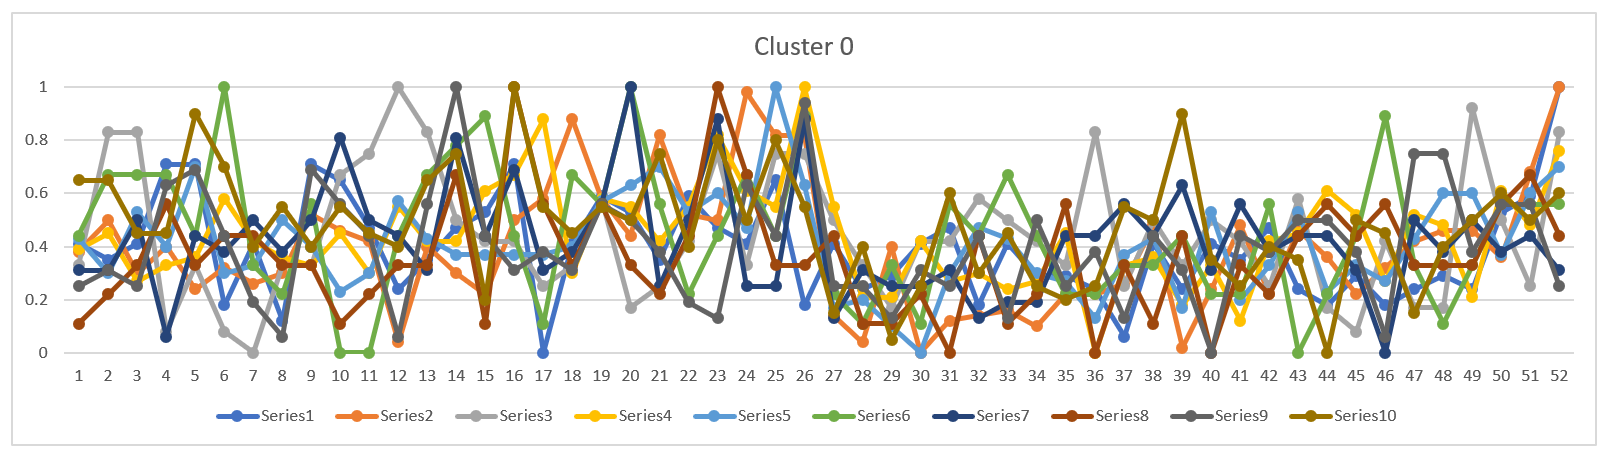 Cluster 0
1
0.8
0.6
0.4
0.2
0
1 2 3 4 5 6 7 8 9 10 11 12 13 14 15 16 17 18 19 20 21 22 23 24 25 26 27 28 29 30 31 32 33 34 35 36 37 38 39 40 41 42 43 44 45 46 47 48 49 50 51 52
Series1 Series2 Series3 Series4 Series5 Series6 Series7 Series8 Series9 Series10